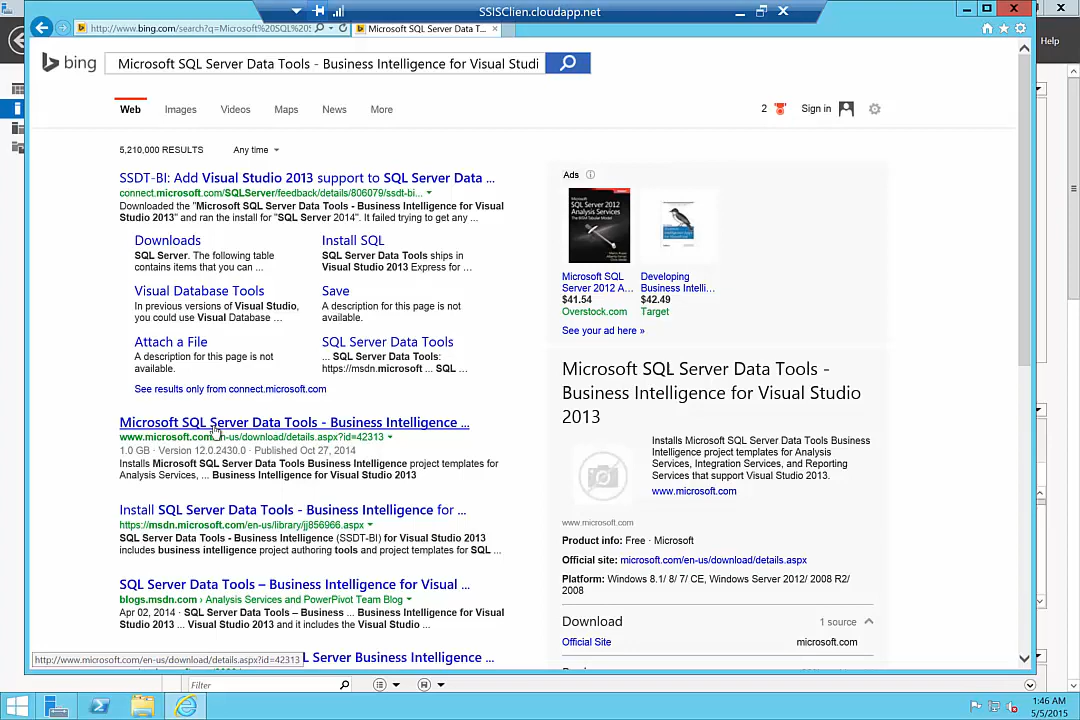 SSISClien.cloudapp.net
http://www.bing.com/search?q=Microsoft%20SQL%20S
Microsoft SQL Server Data T...
Help
bing
Microsoft SQL Server Data Tools - Business Intelligence for Visual Studi
Web
Images
Videos
Maps
News
More
2
Sign in
5,210,000 RESULTS
Any time
SSDT-BI: Add Visual Studio 2013 support to SQL Server Data ...
connect.microsoft.com/SQLServer/feedback/details/806079/ssdt-bi...
Downloaded the "Microsoft SQL Server Data Tools - Business Intelligence for Visual
Studio 2013" and ran the install for "SQL Server 2014". It failed trying to get any ...
Downloads
SQL Server. The following table
contains items that you can ...
Install SQL
SQL Server Data Tools ships in
Visual Studio 2013 Express for ...
Visual Database Tools
In previous versions of Visual Studio,
you could use Visual Database ...
Save
A description for this page is not
available.
Attach a File
A description for this page is not
available.
SQL Server Data Tools
... SQL Server Data Tools:
https://msdn.microsoft ... SQL ...
See results only from connect.microsoft.com
Microsoft SQL Server Data Tools - Business Intelligence ...
www.microsoft.com/en-us/download/details.aspx?id=42313
1.0 GB · Version 12.0.2430.0 · Published Oct 27, 2014
Installs Microsoft SQL Server Data Tools Business Intelligence project templates for
Analysis Services, ... Business Intelligence for Visual Studio 2013
Install SQL Server Data Tools - Business Intelligence for ...
https://msdn.microsoft.com/en-us/library/jj856966.aspx
SQL Server Data Tools - Business Intelligence (SSDT-BI) for Visual Studio 2013
includes business intelligence project authoring tools and project templates for SQL ...
SQL Server Data Tools – Business Intelligence for Visual ...
blogs.msdn.com › Analysis Services and PowerPivot Team Blog
Apr 02, 2014 · SQL Server Data Tools – Business ... Business Intelligence for Visual
Studio 2013 ... Visual Studio 2013 and it includes the Visual Studio ...
L Server Business Intelligence ...
http://www.microsoft.com/en-us/download/details.aspx?id=42313
Ads
Microsoft SQL
Server 2012 A...
$41.54
Overstock.com
Developing
Business Intelli...
$42.49
Target
See your ad here »
Microsoft SQL Server Data Tools -
Business Intelligence for Visual Studio
2013
Installs Microsoft SQL Server Data Tools Business
Intelligence project templates for Analysis
Services, Integration Services, and Reporting
Services that support Visual Studio 2013.
www.microsoft.com
www.microsoft.com
Product info: Free · Microsoft
Official site: microsoft.com/en-us/download/details.aspx
Platform: Windows 8.1/ 8/ 7/ CE, Windows Server 2012/ 2008 R2/
2008
Download
1 source
Official Site
microsoft.com
Filter
1:46 AM
5/5/2015